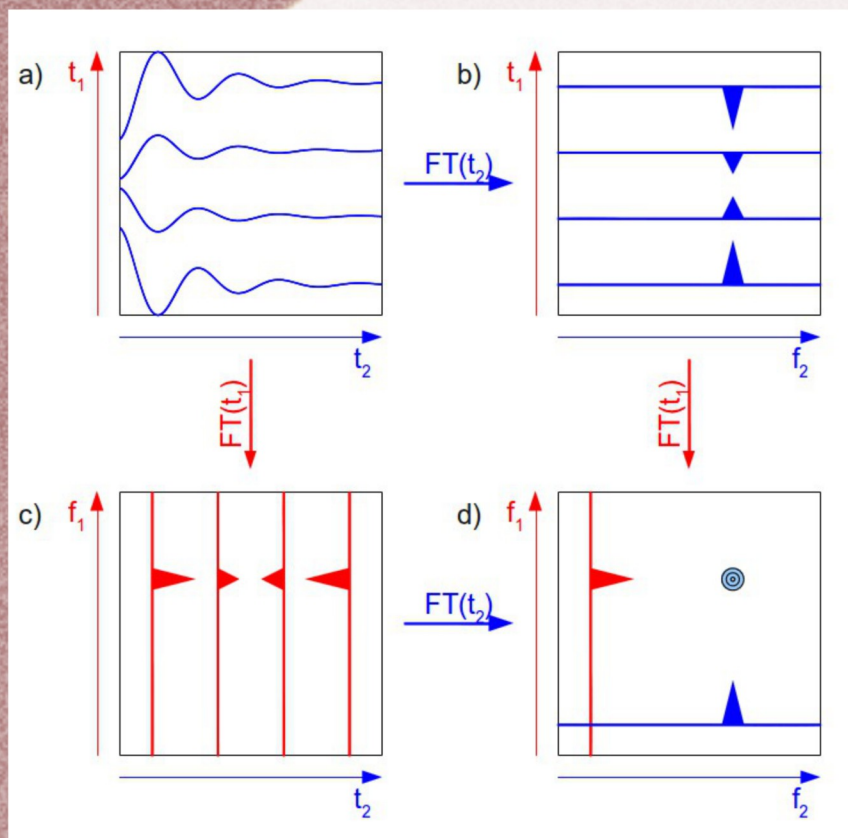 a) t₁
b) t₁
FT(t₂)
t₂
f₂
FT(t₁)
FT(t₁)
c) f₁
d) f₁
FT(t₂)
t₂
f₂